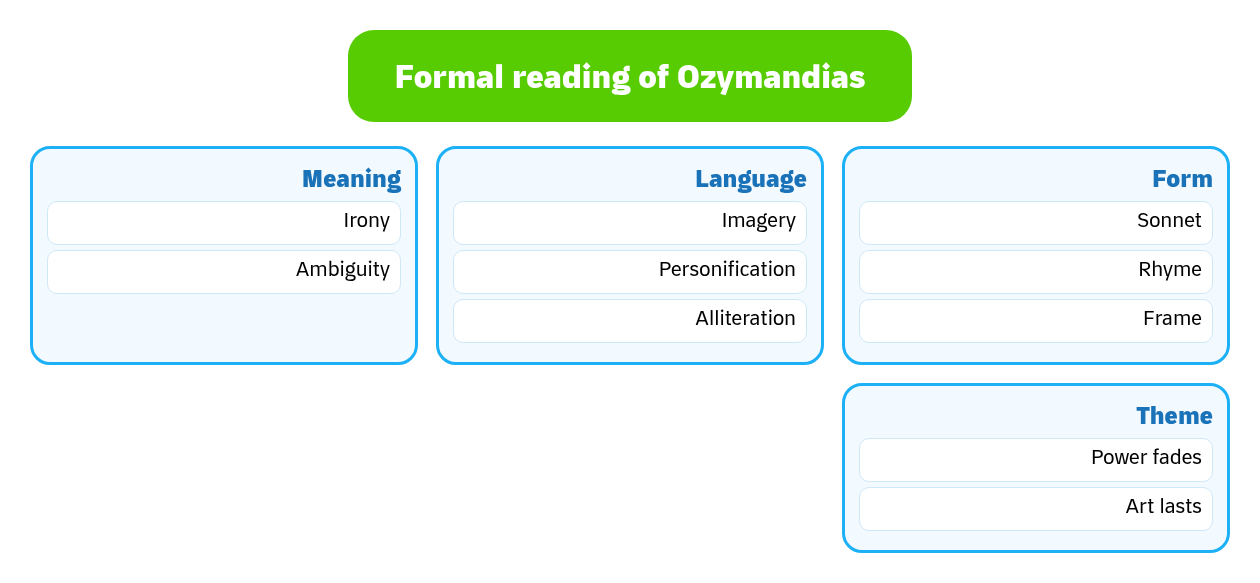 Formal reading of Ozymandias
Form
Sonnet
Rhyme
Frame
Language
Imagery
Personification
Alliteration
Meaning
Irony
Ambiguity
Theme
Power fades
Art lasts